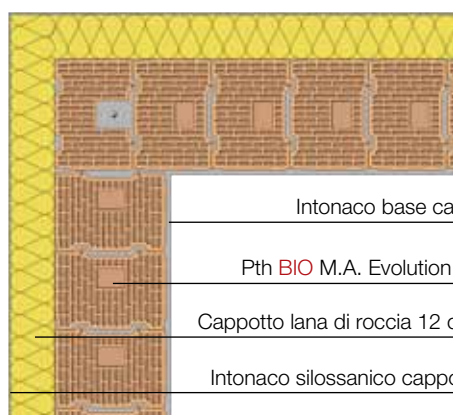 Intonaco base ca
Pth BIO M.A. Evolution
Cappotto lana di roccia 12 c
Intonaco silossanico cappo